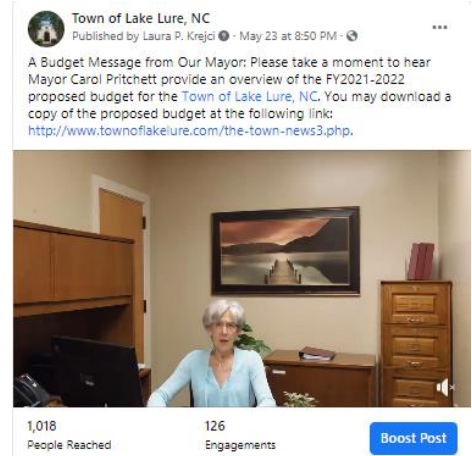 Town of Lake Lure, NC
Published by Laura P. Krejci · May 23 at 8:50 PM ·
A Budget Message from Our Mayor: Please take a moment to hear
Mayor Carol Pritchett provide an overview of the FY2021-2022
proposed budget for the Town of Lake Lure, NC. You may download a
copy of the proposed budget at the following link:
http://www.townoflakelure.com/the-town-news3.php.
1,018
People Reached
126
Engagements
Boost Post